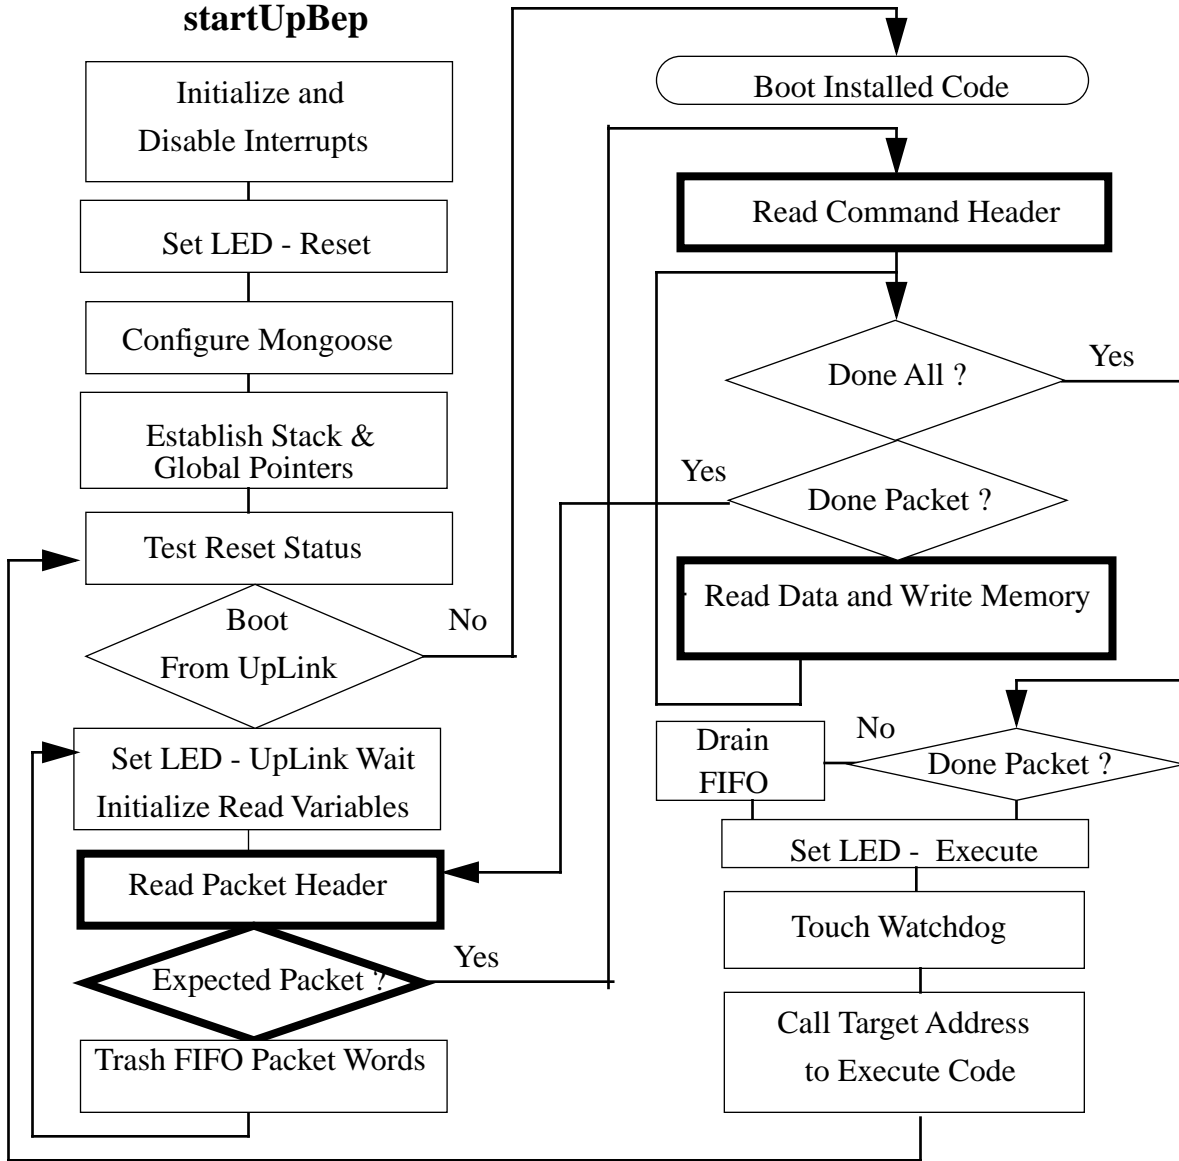 startUpBep
Initialize and
Disable Interrupts
Set LED - Reset
Configure Mongoose
Establish Stack &
Global Pointers
Test Reset Status
Boot
From UpLink
No
Set LED - UpLink Wait
Initialize Read Variables
Read Packet Header
Expected Packet ?
Yes
Trash FIFO Packet Words
Boot Installed Code
Read Command Header
Done All ?
Yes
Yes
Done Packet ?
Read Data and Write Memory
Drain
FIFO
No
Done Packet ?
Set LED - Execute
Touch Watchdog
Call Target Address
to Execute Code